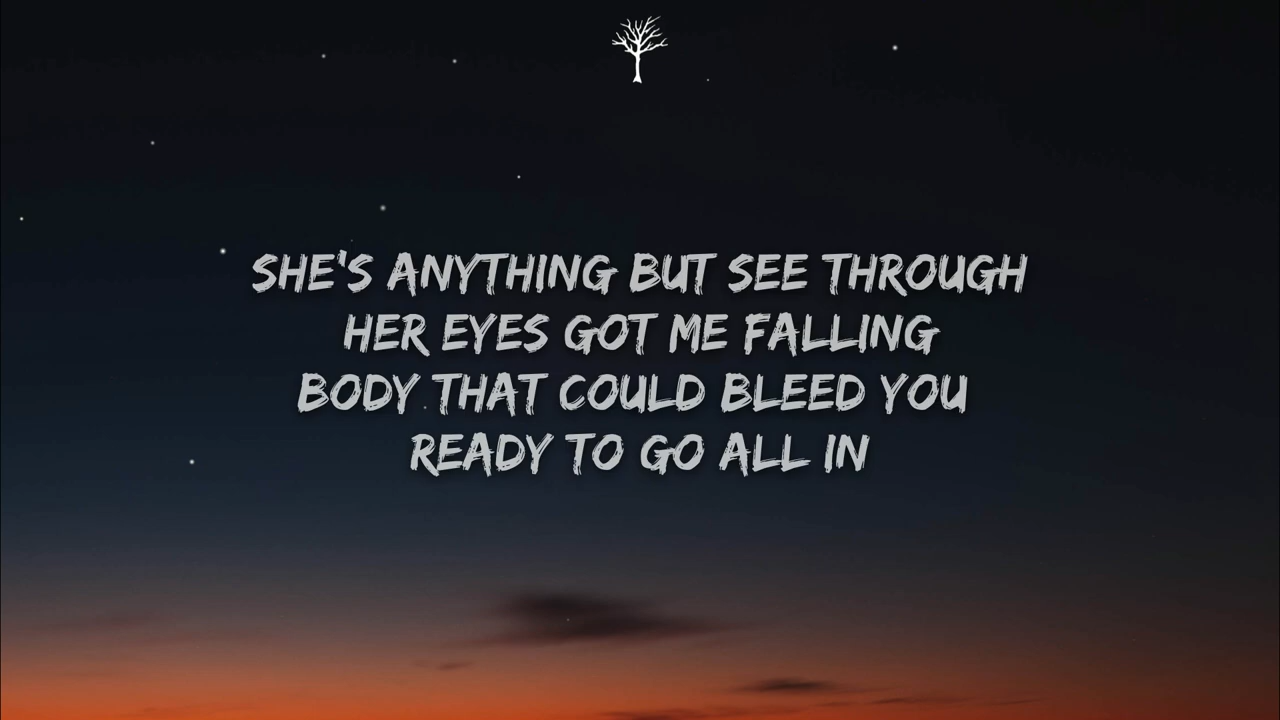 SHE'S ANYTHING BUT SEE THROUGH
HER EYES GOT ME FALLING
BODY THAT COULD BLEED YOU
READY TO GO ALL IN